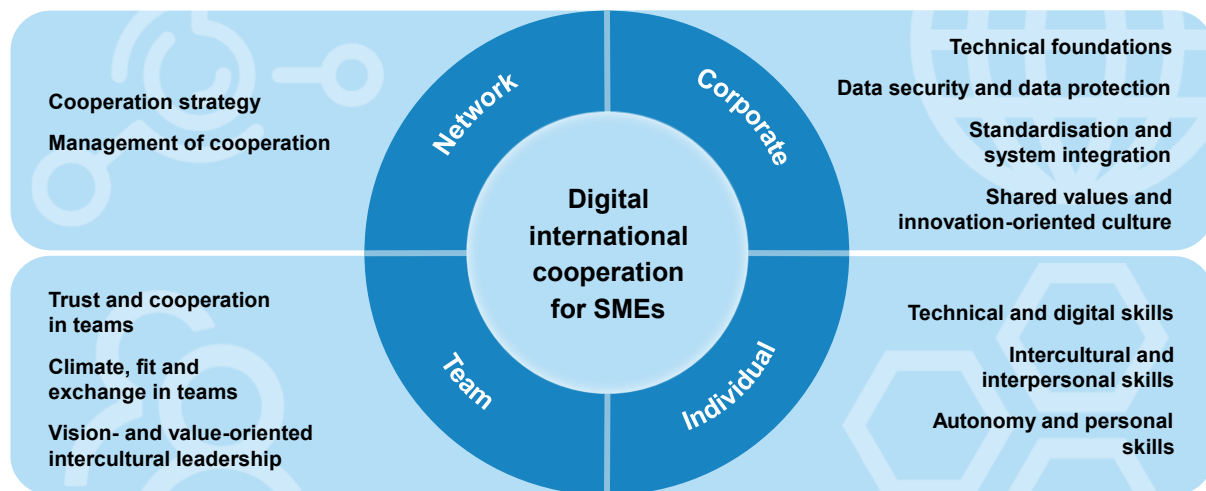 Network
Cooperation strategy
Management of cooperation
Corporate
Technical foundations
Data security and data protection
Standardisation and
system integration
Shared values and
innovation-oriented culture
Digital
international
cooperation
for SMEs
Team
Trust and cooperation
in teams
Climate, fit and
exchange in teams
Vision- and value-oriented
intercultural leadership
Individual
Technical and digital skills
Intercultural and
interpersonal skills
Autonomy and personal
skills